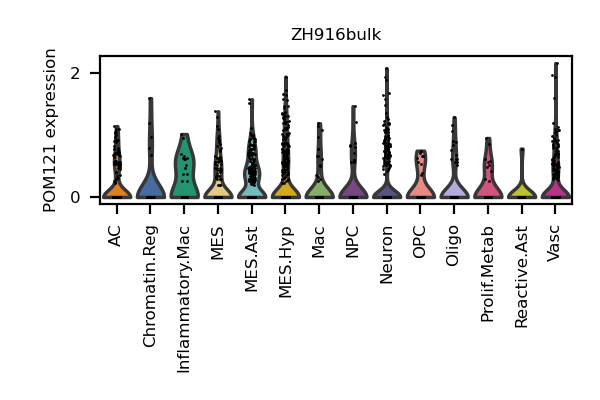 ZH916bulk
POM121 expression
2
0
AC
Chromatin.Reg
Inflammatory.Mac
MES
MES.Ast
MES.Hyp
Mac
NPC
Neuron
OPC
Oligo
Prolif.Metab
Reactive.Ast
Vasc